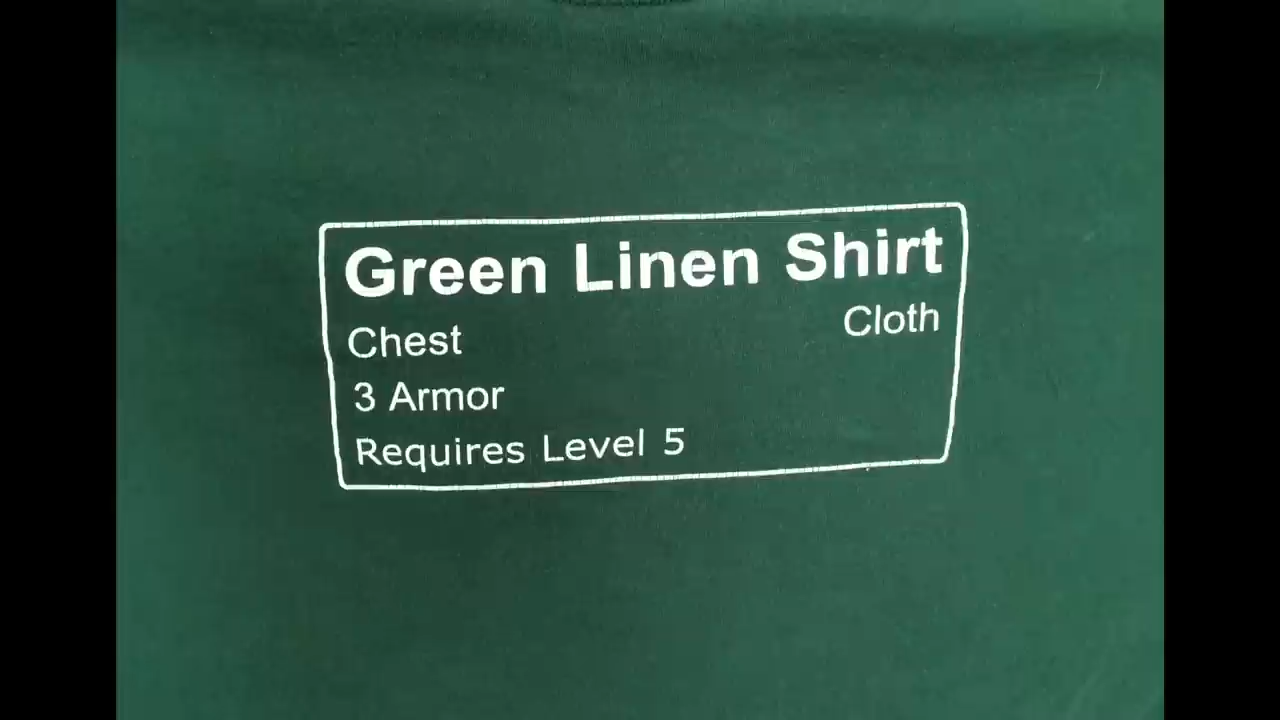 Green Linen Shirt
Chest Cloth
3 Armor
Requires Level 5